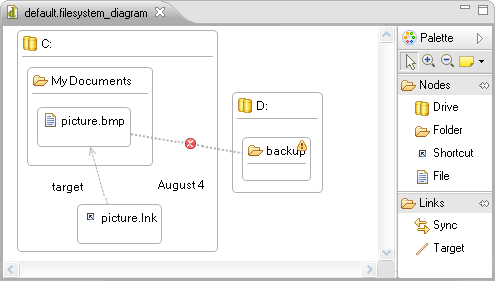 default.filesystem_diagram
C:
My Documents
picture.bmp
target
August 4
picture.lnk
D:
backup
Palette
Nodes
Drive
Folder
Shortcut
File
Links
Sync
Target